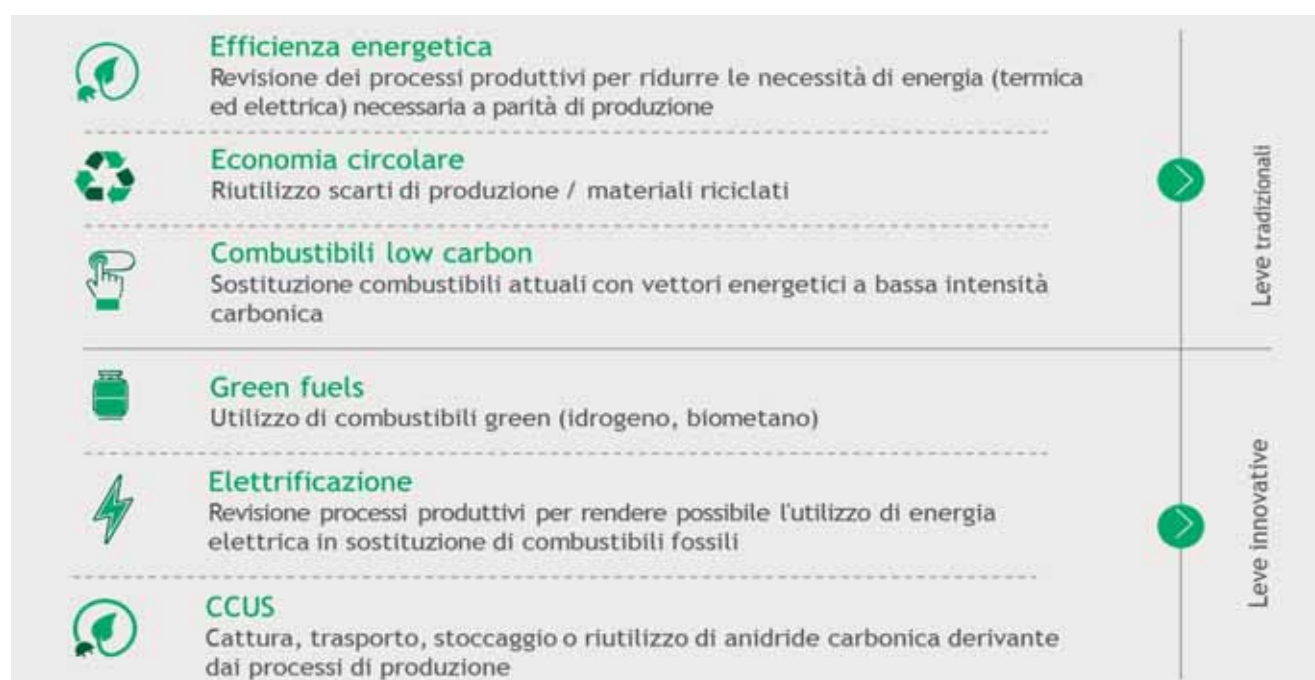 Efficienza energetica
Revisione dei processi produttivi per ridurre le necessità di energia (termica
ed elettrica) necessaria a parità di produzione
Economia circolare
Riutilizzo scarti di produzione / materiali riciclati
Combustibili low carbon
Sostituzione combustibili attuali con vettori energetici a bassa intensità
carbonica
Leve tradizionali
Green fuels
Utilizzo di combustibili green (idrogeno, biometano)
Elettrificazione
Revisione processi produttivi per rendere possibile l'utilizzo di energia
elettrica in sostituzione di combustibili fossili
CCUS
Cattura, trasporto, stoccaggio o riutilizzo di anidride carbonica derivante
dai processi di produzione
Leve innovative